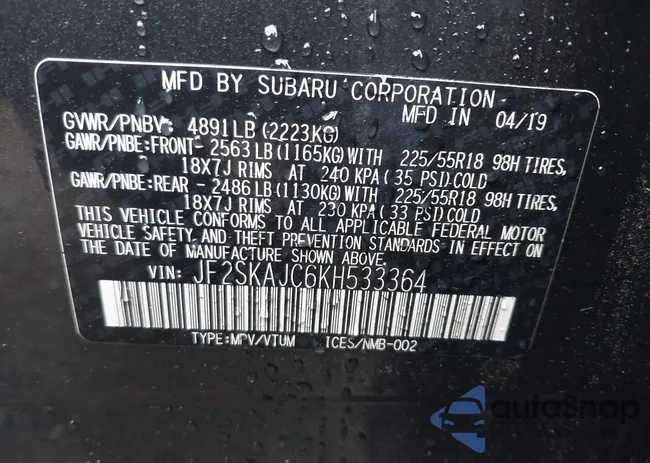 MFD BY SUBARU CORPORATION
MFD IN 04/19
GVWR/PNBV: 4891LB(2223KG)
GAWR/PNBE:FRONT- 2563LB(1165KG)WITH 225/55R18 98H TIRES,
18X7J RIMS AT 240 KPA(35 PSI)COLD
GAWR/PNBE:REAR - 2486LB(1130KG)WITH 225/55R18 98H TIRES,
18X7J RIMS AT 230 KPA(33 PSI)COLD
THIS VEHICLE CONFORMS TO ALL APPLICABLE FEDERAL MOTOR
VEHICLE SAFETY, AND THEFT PREVENTION STANDARDS IN EFFECT ON
THE DATE OF MANUFACTURE SHOWN ABOVE.
VIN: JF2SKAJC6KH533364
TYPE:MPV/VTUM ICES/NMB-002
autoSnap